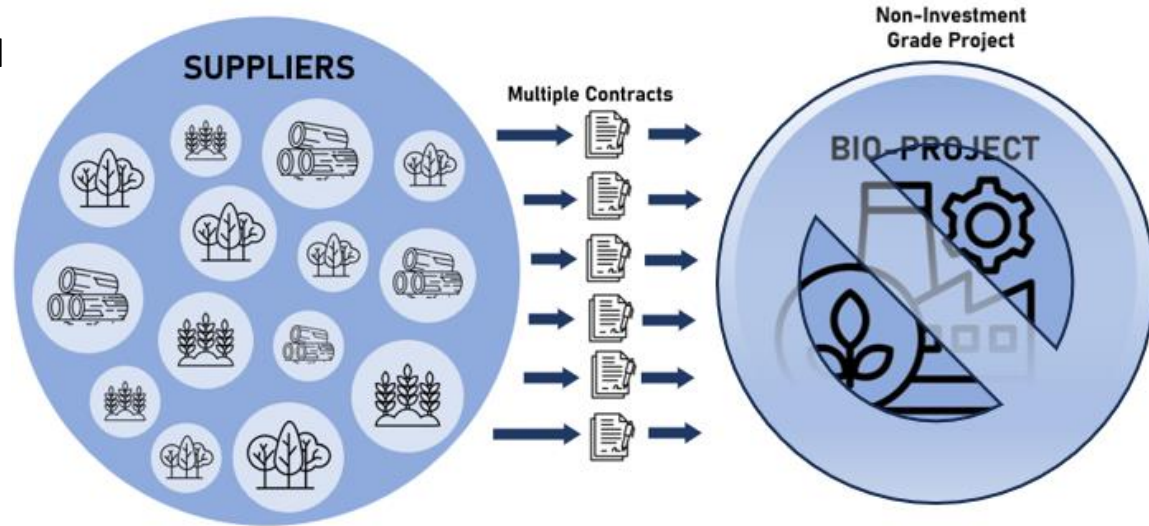 Non-Investment
Grade Project
SUPPLIERS
Multiple Contracts
BIO-PROJECT